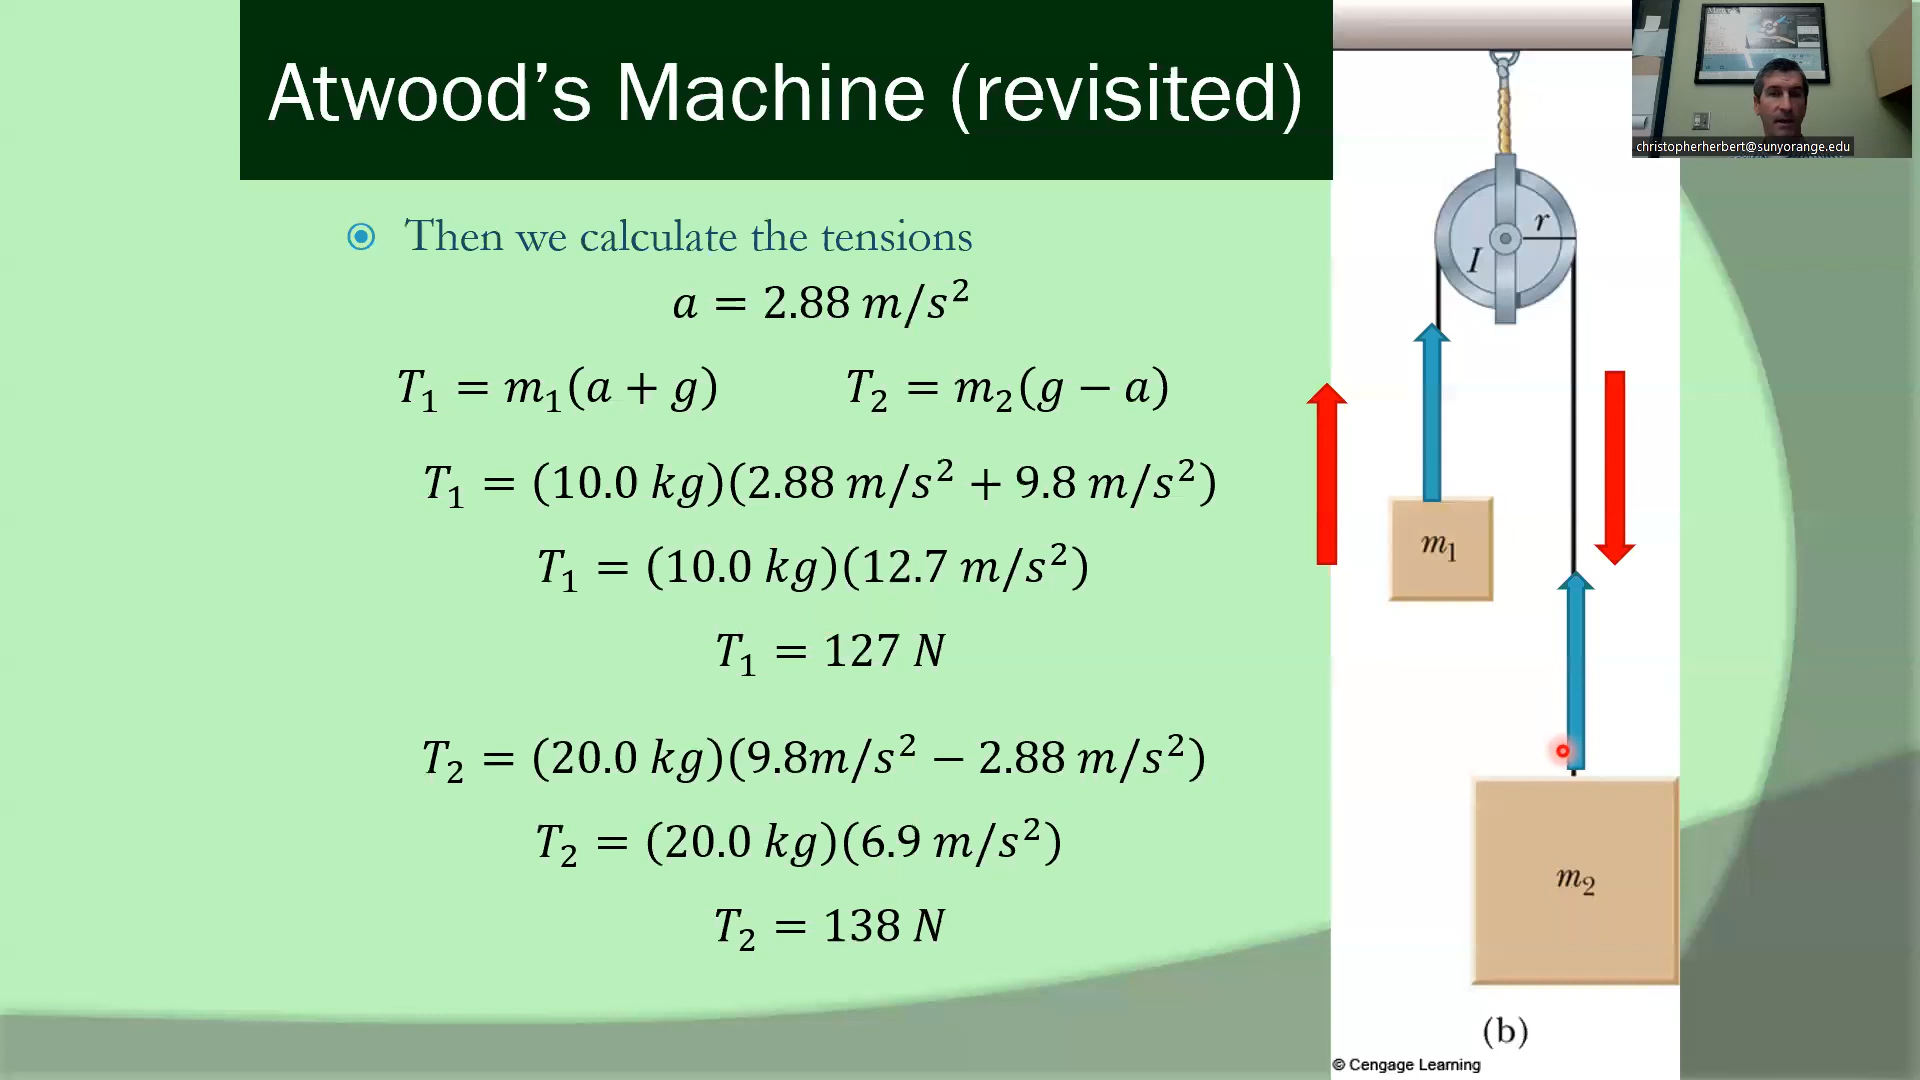 Atwood's Machine (revisited)
christopherherbert@sunyorange.edu
Then we calculate the tensions
a = 2.88 m/s²
T₁ = m₁(a + g) T₂ = m₂(g − a)
T₁ = (10.0 kg)(2.88 m/s² + 9.8 m/s²)
T₁ = (10.0 kg)(12.7 m/s²)
T₁ = 127 N
T₂ = (20.0 kg)(9.8m/s² − 2.88 m/s²)
T₂ = (20.0 kg)(6.9 m/s²)
T₂ = 138 N
r
I
m₁
m₂
(b)
© Cengage Learning